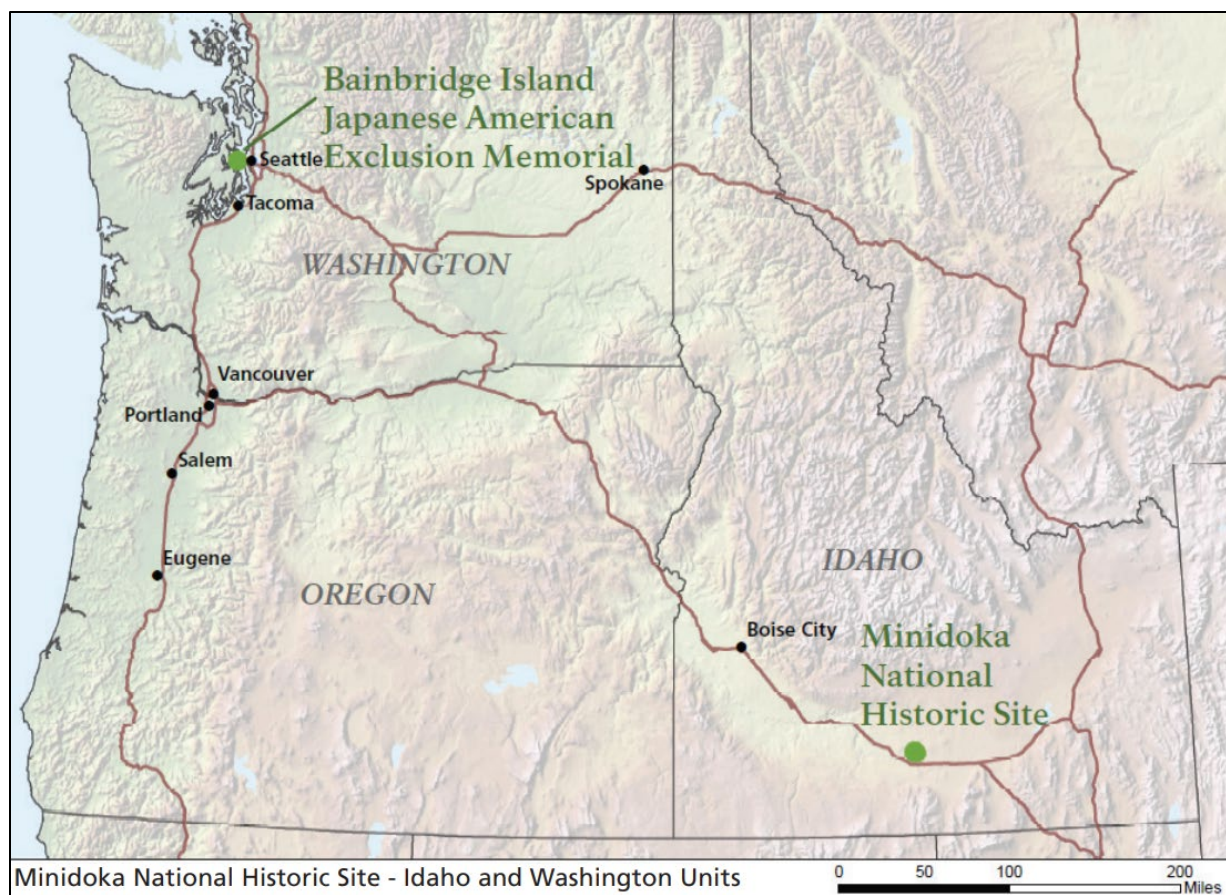 Bainbridge Island
Japanese American
Exclusion Memorial
Seattle
Spokane
Tacoma
WASHINGTON
Vancouver
Portland
Salem
Eugene
OREGON
IDAHO
Boise City
Minidoka
National
Historic Site
Minidoka National Historic Site - Idaho and Washington Units
0 50 100 200
Miles